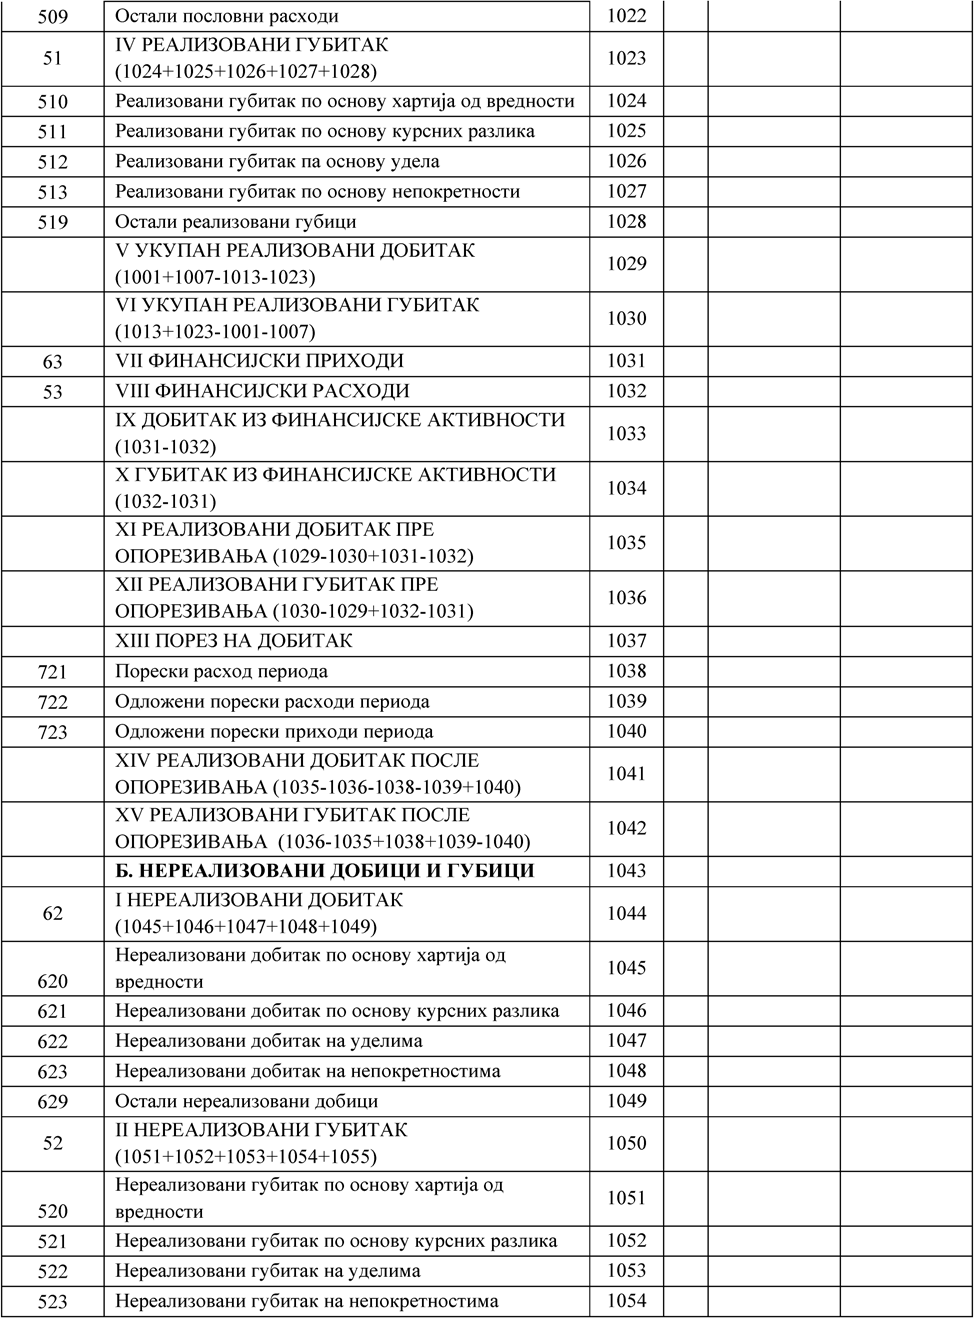 509 Остали пословни расходи 1022
IV РЕАЛИЗОВАНИ ГУБИТАК
51 (1024+1025+1026+1027+1028) 1023
510 Реализовани губитак по основу хартија од вредности 1024
511 Реализовани губитак по основу курсних разлика 1025
512 Реализовани губитак па основу удела 1026
513 Реализовани губитак по основу непокретности 1027
519 Остали реализовани губици 1028
V УКУПАН РЕАЛИЗОВАНИ ДОБИТАК
(1001+1007-1013-1023) 1029
VI УКУПАН РЕАЛИЗОВАНИ ГУБИТАК
(1013+1023-1001-1007) 1030
63 VII ФИНАНСИЈСКИ ПРИХОДИ 1031
53 VIII ФИНАНСИЈСКИ РАСХОДИ 1032
IX ДОБИТАК ИЗ ФИНАНСИЈСКЕ АКТИВНОСТИ
(1031-1032) 1033
X ГУБИТАК ИЗ ФИНАНСИЈСКЕ АКТИВНОСТИ
(1032-1031) 1034
XI РЕАЛИЗОВАНИ ДОБИТАК ПРЕ
ОПОРЕЗИВАЊА (1029-1030+1031-1032) 1035
XII РЕАЛИЗОВАНИ ГУБИТАК ПРЕ
ОПОРЕЗИВАЊА (1030-1029+1032-1031) 1036
XIII ПОРЕЗ НА ДОБИТАК 1037
721 Порески расход периода 1038
722 Одложени порески расходи периода 1039
723 Одложени порески приходи периода 1040
XIV РЕАЛИЗОВАНИ ДОБИТАК ПОСЛЕ
ОПОРЕЗИВАЊА (1035-1036-1038-1039+1040) 1041
XV РЕАЛИЗОВАНИ ГУБИТАК ПОСЛЕ
ОПОРЕЗИВАЊА (1036-1035+1038+1039-1040) 1042
Б. НЕРЕАЛИЗОВАНИ ДОБИЦИ И ГУБИЦИ 1043
I НЕРЕАЛИЗОВАНИ ДОБИТАК
62 (1045+1046+1047+1048+1049) 1044
Нереализовани добитак по основу хартија од
620 вредности 1045
621 Нереализовани добитак по основу курсних разлика 1046
622 Нереализовани добитак на уделима 1047
623 Нереализовани добитак на непокретностима 1048
629 Остали нереализовани добици 1049
II НЕРЕАЛИЗОВАНИ ГУБИТАК
52 (1051+1052+1053+1054+1055) 1050
Нереализовани губитак по основу хартија од
520 вредности 1051
521 Нереализовани губитак по основу курсних разлика 1052
522 Нереализовани губитак на уделима 1053
523 Нереализовани губитак на непокретностима 1054